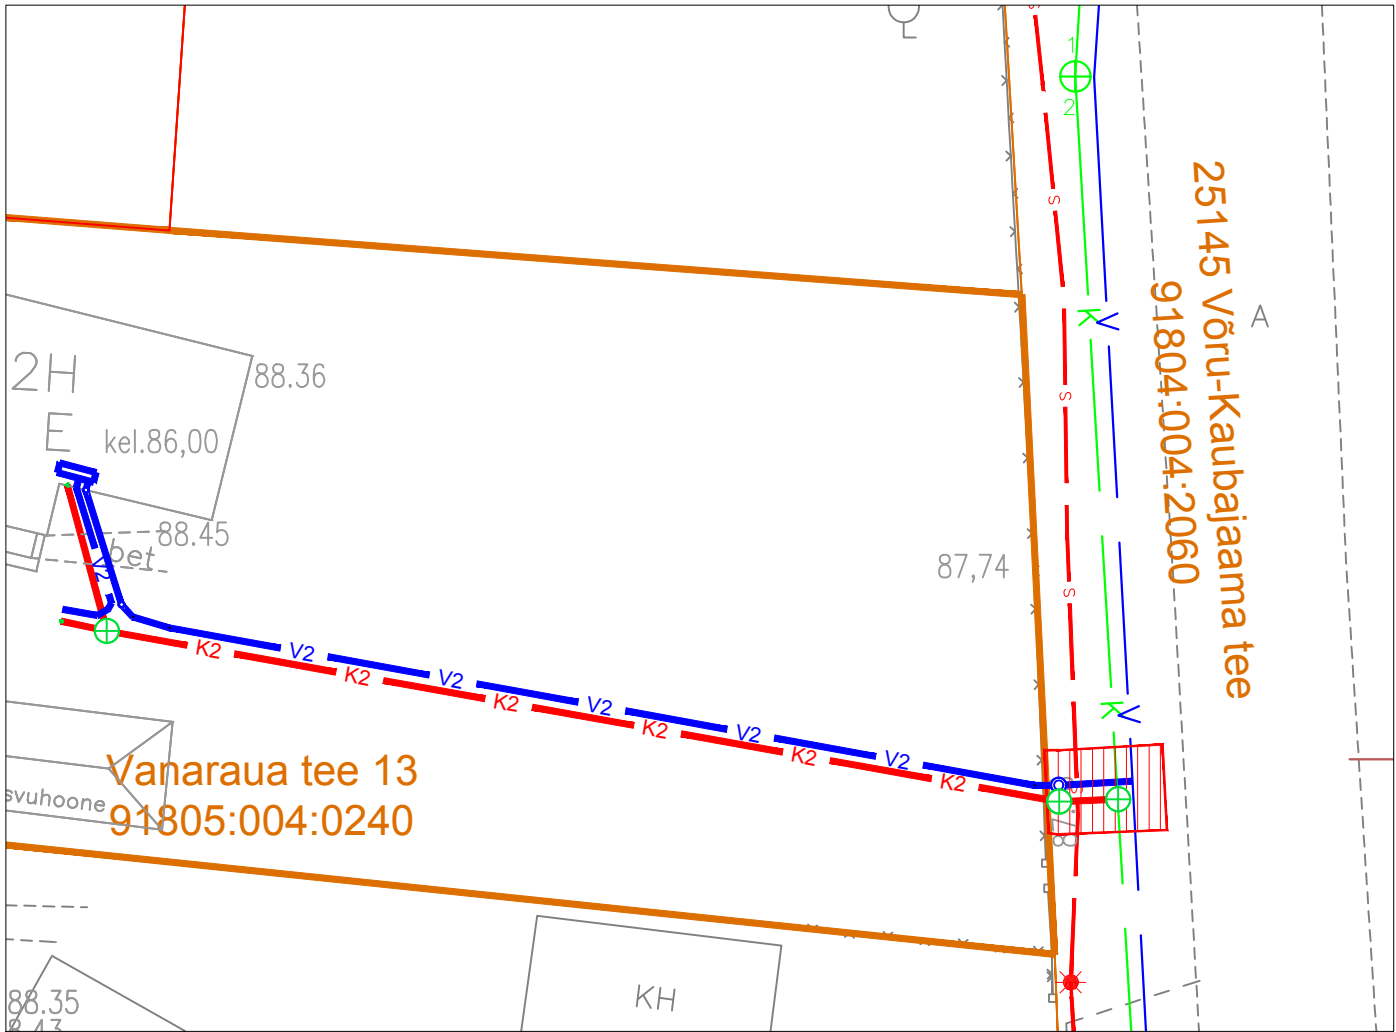 1
2
S
25145 Võru-Kaubajaama tee
91804:004:2060
A
S
K
V
2H
88.36
E
kel.86,00
S
88.45
bet
V2
87,74
S
K2
V2
K2
V2
K2
V2
K2
V2
K2
V2
K2
K
V
Vanaraua tee 13
91805:004:0240
svuhoone
S
KH
88.35